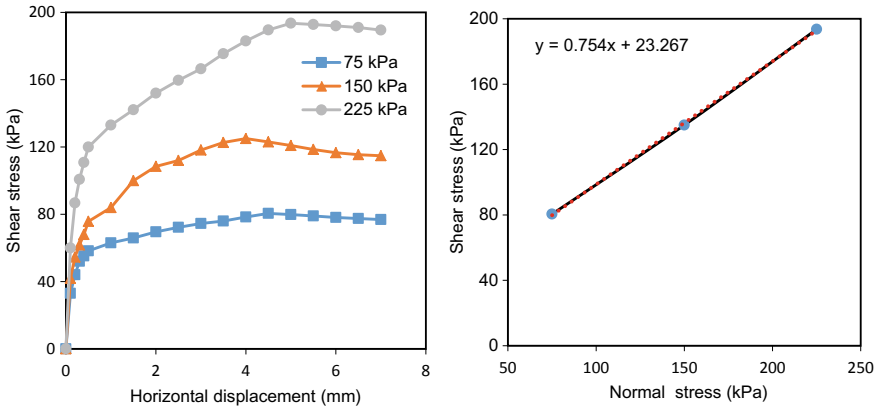 200
160
120
80
40
0
0
2
4
6
8
Shear stress (kPa)
Horizontal displacement (mm)
75 kPa
150 kPa
225 kPa
200
160
120
80
40
0
50
100
150
200
250
Shear stress (kPa)
Normal stress (kPa)
y = 0.754x + 23.267